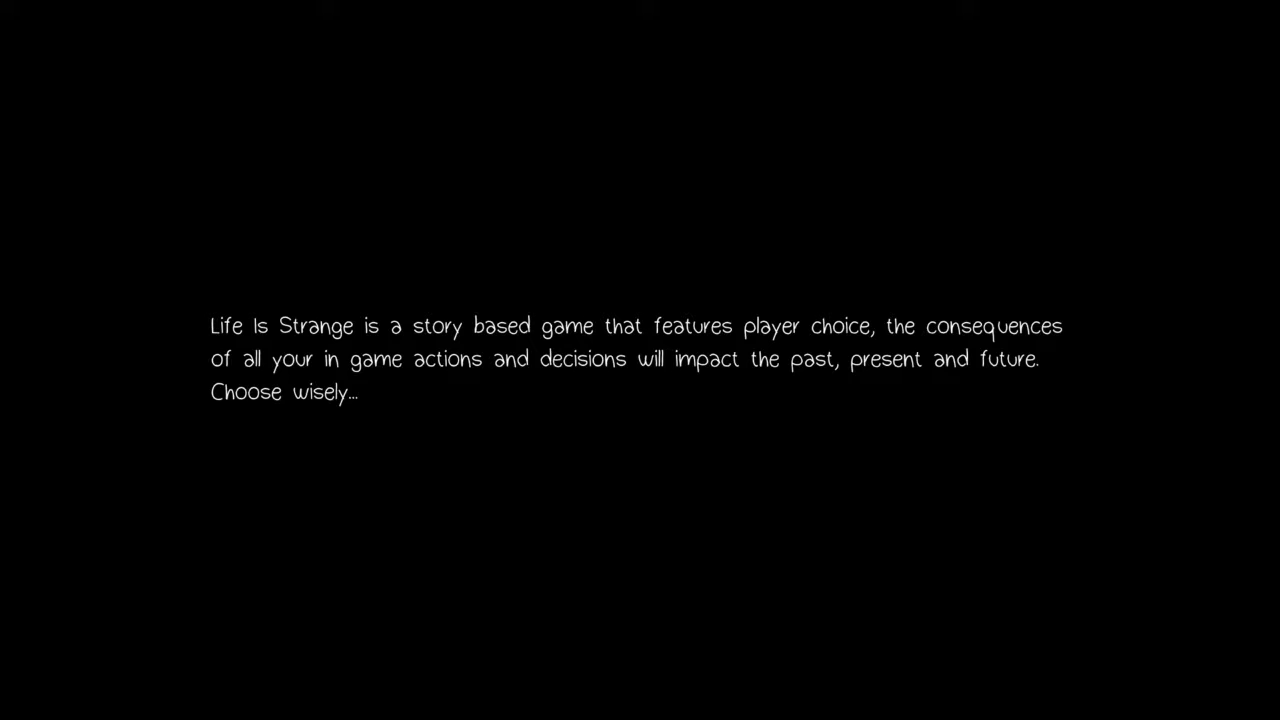 Life Is Strange is a story based game that features player choice, the consequences
of all your in game actions and decisions will impact the past, present and future.
Choose wisely...